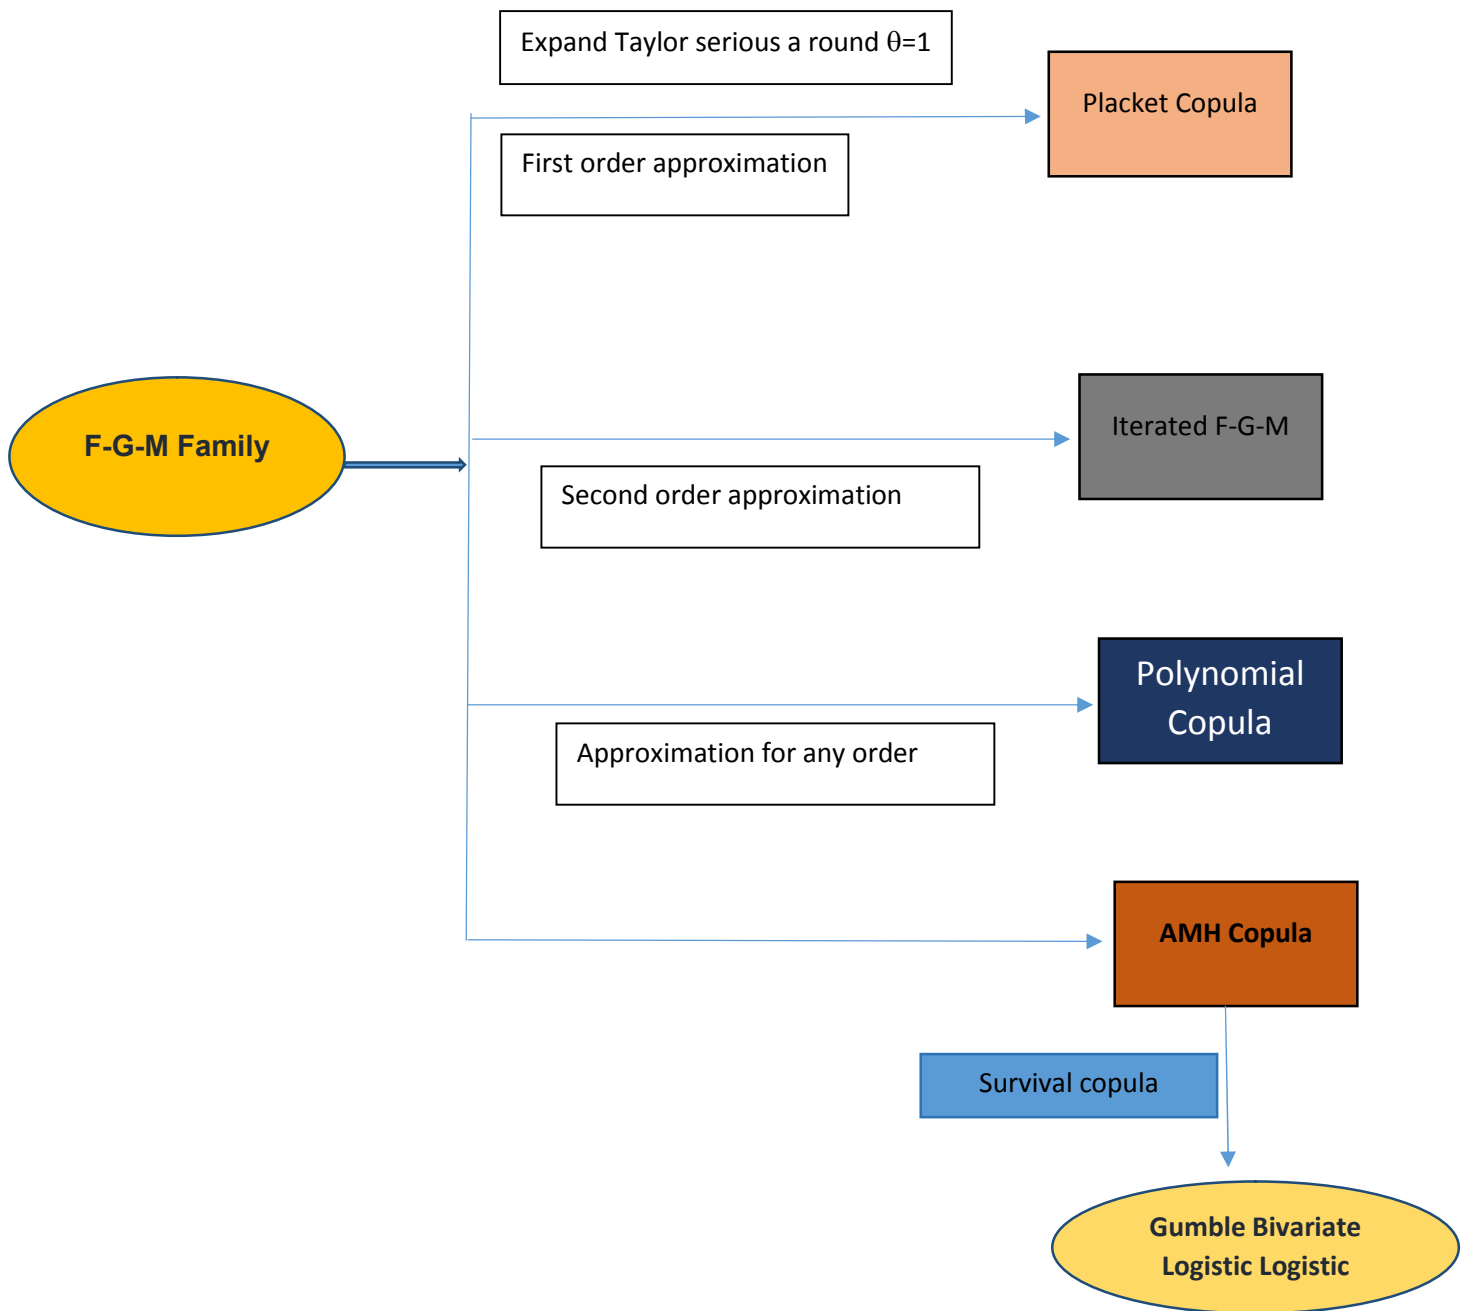 Expand Taylor serious a round θ=1
Placket Copula
First order approximation
F-G-M Family
Iterated F-G-M
Second order approximation
Polynomial
Copula
Approximation for any order
AMH Copula
Survival copula
Gumble Bivariate
Logistic Logistic